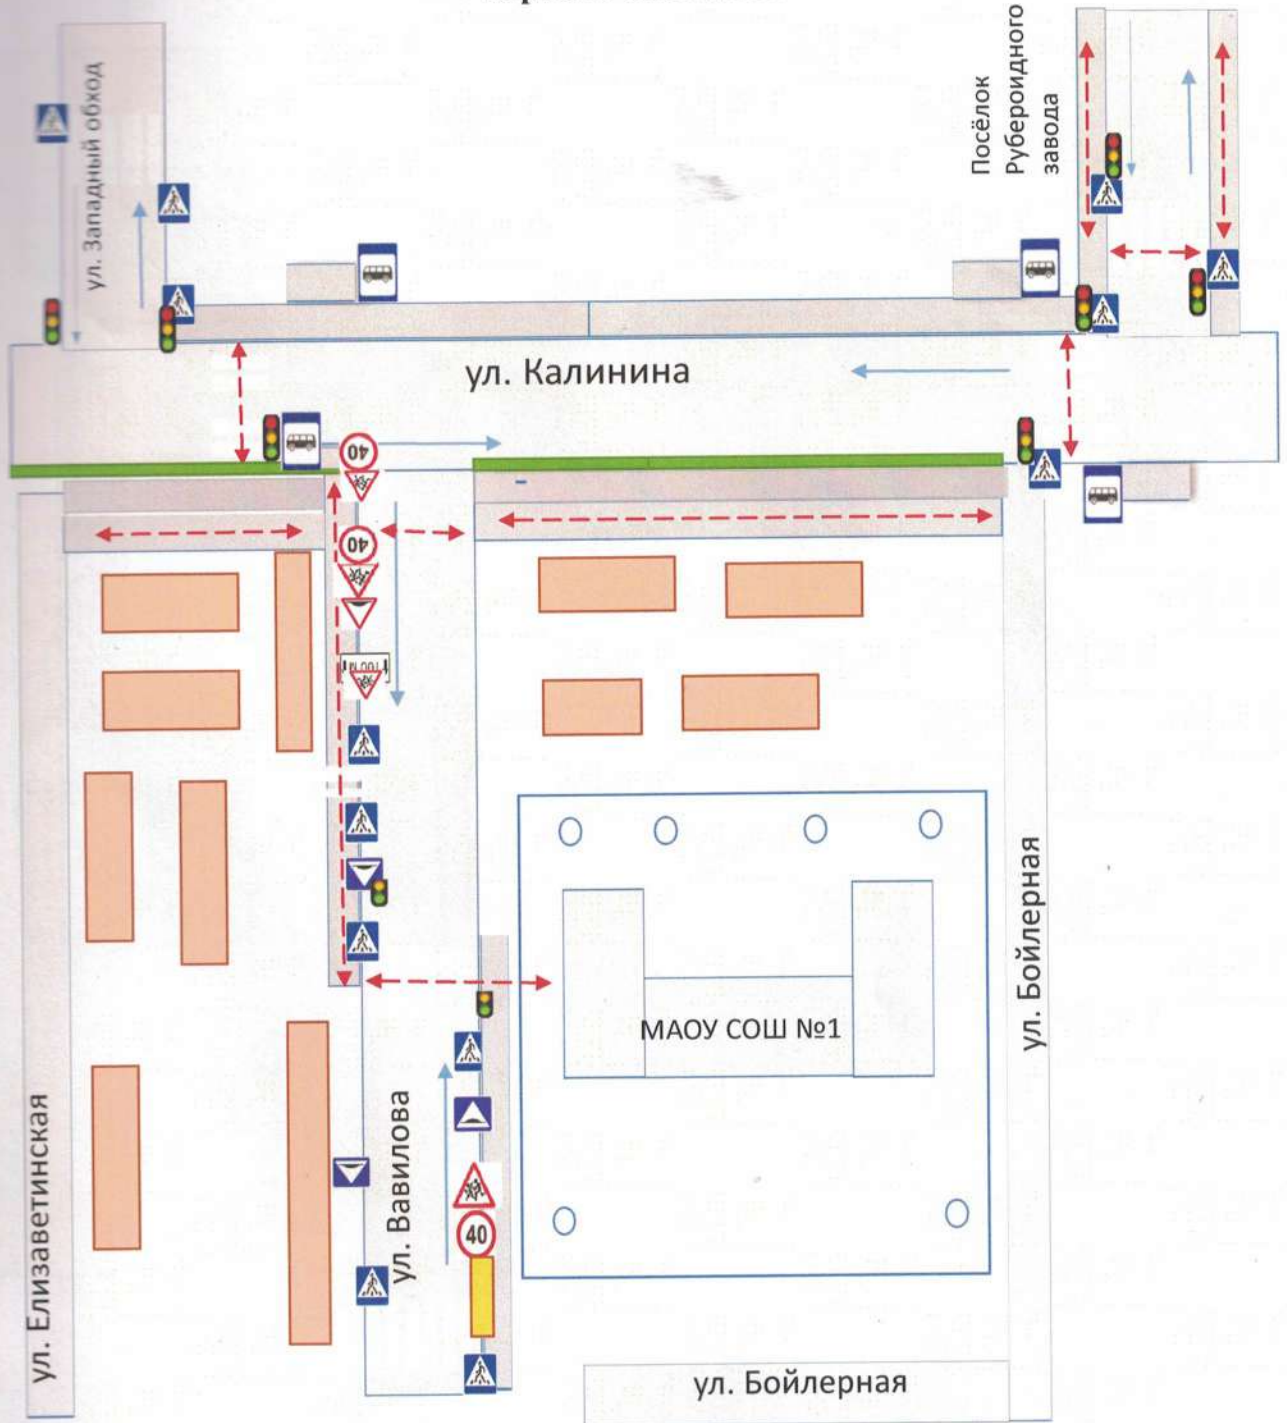 ул. Западный обход
Посёлок
Рубероидного
завода
ул. Калинина
40
40
100 м
МАОУ СОШ №1
ул. Бойлерная
ул. Елизаветинская
ул. Вавилова
40
ул. Бойлерная